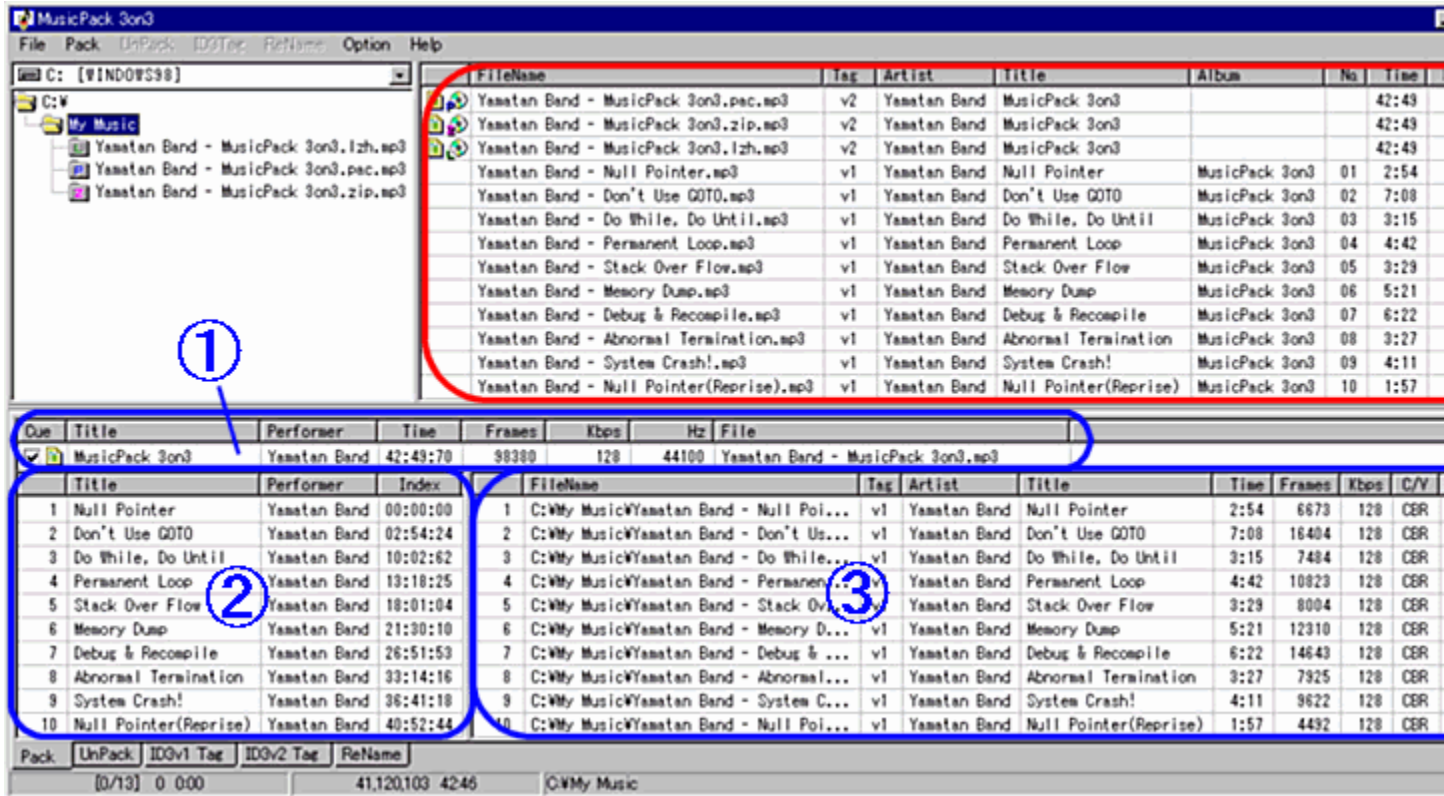 MusicPack 3on3
File Pack UnPack ID3Tag ReName Option Help
C: [WINDOWS98]
C:¥
My Music
Yamatan Band - MusicPack 3on3.lzh.mp3
Yamatan Band - MusicPack 3on3.pac.mp3
Yamatan Band - MusicPack 3on3.zip.mp3
FileName Tag Artist Title Album No Time
Yamatan Band - MusicPack 3on3.pac.mp3 v2 Yamatan Band MusicPack 3on3 42:49
Yamatan Band - MusicPack 3on3.zip.mp3 v2 Yamatan Band MusicPack 3on3 42:49
Yamatan Band - MusicPack 3on3.lzh.mp3 v2 Yamatan Band MusicPack 3on3 42:49
Yamatan Band - Null Pointer.mp3 v1 Yamatan Band Null Pointer MusicPack 3on3 01 2:54
Yamatan Band - Don't Use GOTO.mp3 v1 Yamatan Band Don't Use GOTO MusicPack 3on3 02 7:08
Yamatan Band - Do While, Do Until.mp3 v1 Yamatan Band Do While, Do Until MusicPack 3on3 03 3:15
Yamatan Band - Permanent Loop.mp3 v1 Yamatan Band Permanent Loop MusicPack 3on3 04 4:42
Yamatan Band - Stack Over Flow.mp3 v1 Yamatan Band Stack Over Flow MusicPack 3on3 05 3:29
Yamatan Band - Memory Dump.mp3 v1 Yamatan Band Memory Dump MusicPack 3on3 06 5:21
Yamatan Band - Debug & Recompile.mp3 v1 Yamatan Band Debug & Recompile MusicPack 3on3 07 6:22
Yamatan Band - Abnormal Termination.mp3 v1 Yamatan Band Abnormal Termination MusicPack 3on3 08 3:27
Yamatan Band - System Crash!.mp3 v1 Yamatan Band System Crash! MusicPack 3on3 09 4:11
Yamatan Band - Null Pointer(Reprise).mp3 v1 Yamatan Band Null Pointer(Reprise) MusicPack 3on3 10 1:57
①
Cue Title Performer Time Frames Kbps Hz File
MusicPack 3on3 Yamatan Band 42:49:70 98380 128 44100 Yamatan Band - MusicPack 3on3.mp3
Title Performer Index
1 Null Pointer Yamatan Band 00:00:00
2 Don't Use GOTO Yamatan Band 02:54:24
3 Do While, Do Until Yamatan Band 10:02:62
4 Permanent Loop Yamatan Band 13:18:25
5 Stack Over Flow Yamatan Band 18:01:04
6 Memory Dump Yamatan Band 21:30:10
7 Debug & Recompile Yamatan Band 26:51:53
8 Abnormal Termination Yamatan Band 33:14:16
9 System Crash! Yamatan Band 36:41:18
10 Null Pointer(Reprise) Yamatan Band 40:52:44
②
FileName Tag Artist Title Time Frames Kbps C/V
1 C:¥My Music¥Yamatan Band - Null Poi... v1 Yamatan Band Null Pointer 2:54 6673 128 CBR
2 C:¥My Music¥Yamatan Band - Don't Us... v1 Yamatan Band Don't Use GOTO 7:08 16404 128 CBR
3 C:¥My Music¥Yamatan Band - Do While,... v1 Yamatan Band Do While, Do Until 3:15 7484 128 CBR
4 C:¥My Music¥Yamatan Band - Permanen... v1 Yamatan Band Permanent Loop 4:42 10823 128 CBR
5 C:¥My Music¥Yamatan Band - Stack Ov... Yamatan Band Stack Over Flow 3:29 8004 128 CBR
6 C:¥My Music¥Yamatan Band - Memory D... v1 Yamatan Band Memory Dump 5:21 12310 128 CBR
7 C:¥My Music¥Yamatan Band - Debug & ... v1 Yamatan Band Debug & Recompile 6:22 14643 128 CBR
8 C:¥My Music¥Yamatan Band - Abnormal... v1 Yamatan Band Abnormal Termination 3:27 7925 128 CBR
9 C:¥My Music¥Yamatan Band - System C... v1 Yamatan Band System Crash! 4:11 9622 128 CBR
10 C:¥My Music¥Yamatan Band - Null Poi... v1 Yamatan Band Null Pointer(Reprise) 1:57 4492 128 CBR
③
Pack UnPack ID3v1 Tag ID3v2 Tag ReName
[0/13] 0 0:00 41,120,103 42:46 C:¥My Music